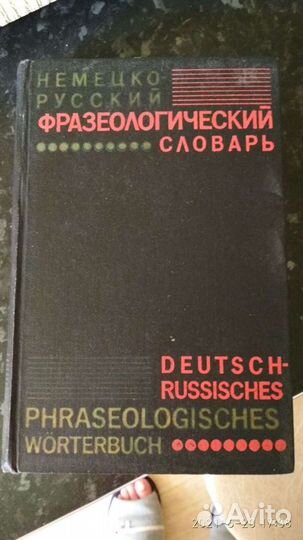 НЕМЕЦКО-
РУССКИЙ
ФРАЗЕОЛОГИЧЕСКИЙ
СЛОВАРЬ
DEUTSCH-
RUSSISCHES
PHRASEOLOGISCHES
WÖRTERBUCH
Avito